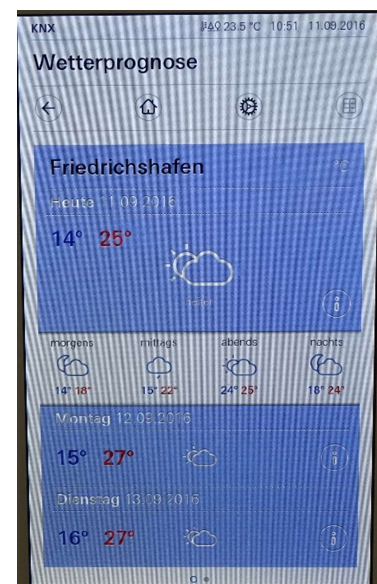 KNX 23.5 °C 10:51 11.09.2016
Wetterprognose
Friedrichshafen °C
Heute 11.09.2016
14° 25°
heiter
morgens mittags abends nachts
14° 18° 15° 22° 24° 25° 18° 24°
Montag 12.09.2016
15° 27°
Dienstag 13.09.2016
16° 27°